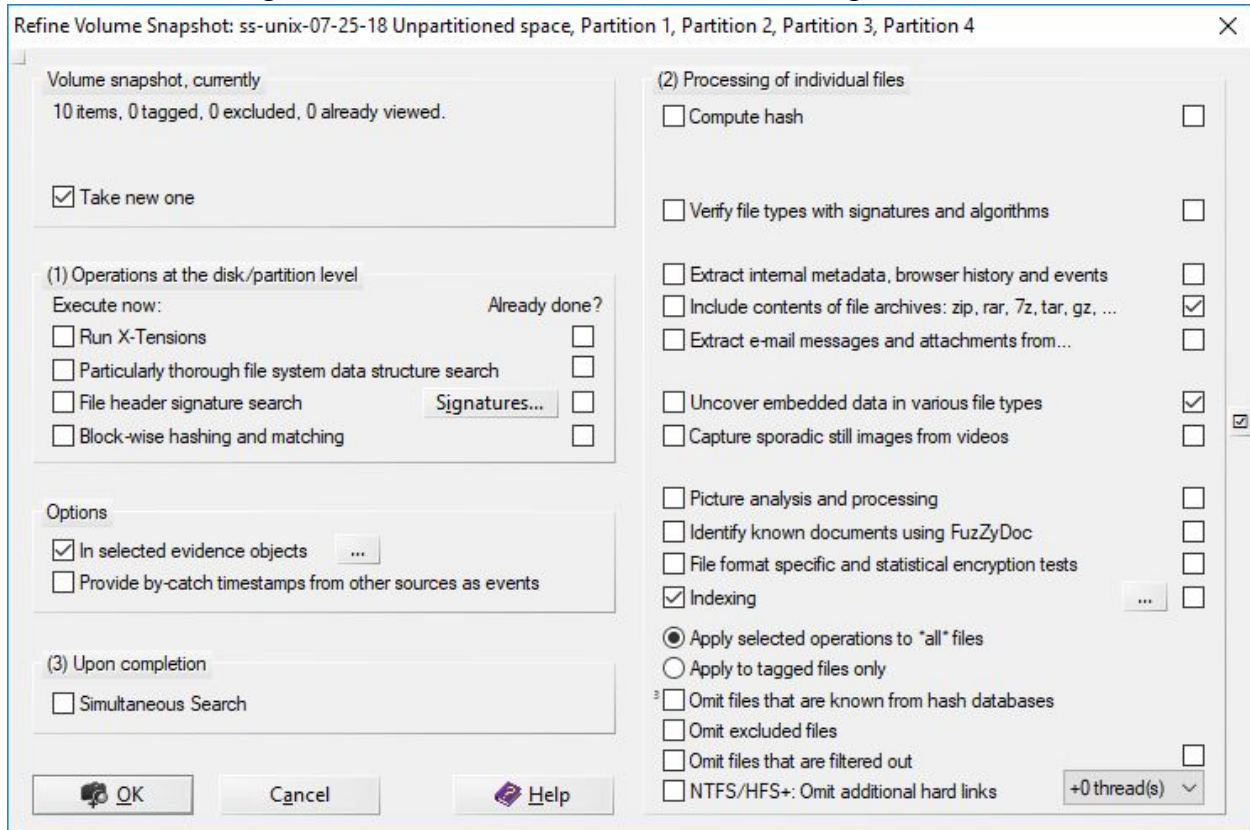 Refine Volume Snapshot: ss-unix-07-25-18 Unpartitioned space, Partition 1, Partition 2, Partition 3, Partition 4
Volume snapshot, currently
10 items, 0 tagged, 0 excluded, 0 already viewed.
Take new one
(1) Operations at the disk/partition level
Execute now: Already done?
Run X-Tensions
Particularly thorough file system data structure search
File header signature search Signatures...
Block-wise hashing and matching
Options
In selected evidence objects ...
Provide by-catch timestamps from other sources as events
(3) Upon completion
Simultaneous Search
OK Cancel Help
(2) Processing of individual files
Compute hash
Verify file types with signatures and algorithms
Extract internal metadata, browser history and events
Include contents of file archives: zip, rar, 7z, tar, gz, ...
Extract e-mail messages and attachments from...
Uncover embedded data in various file types
Capture sporadic still images from videos
Picture analysis and processing
Identify known documents using FuzZyDoc
File format specific and statistical encryption tests
Indexing ...
Apply selected operations to *all* files
Apply to tagged files only
3 Omit files that are known from hash databases
Omit excluded files
Omit files that are filtered out
NTFS/HFS+: Omit additional hard links +0 thread(s)